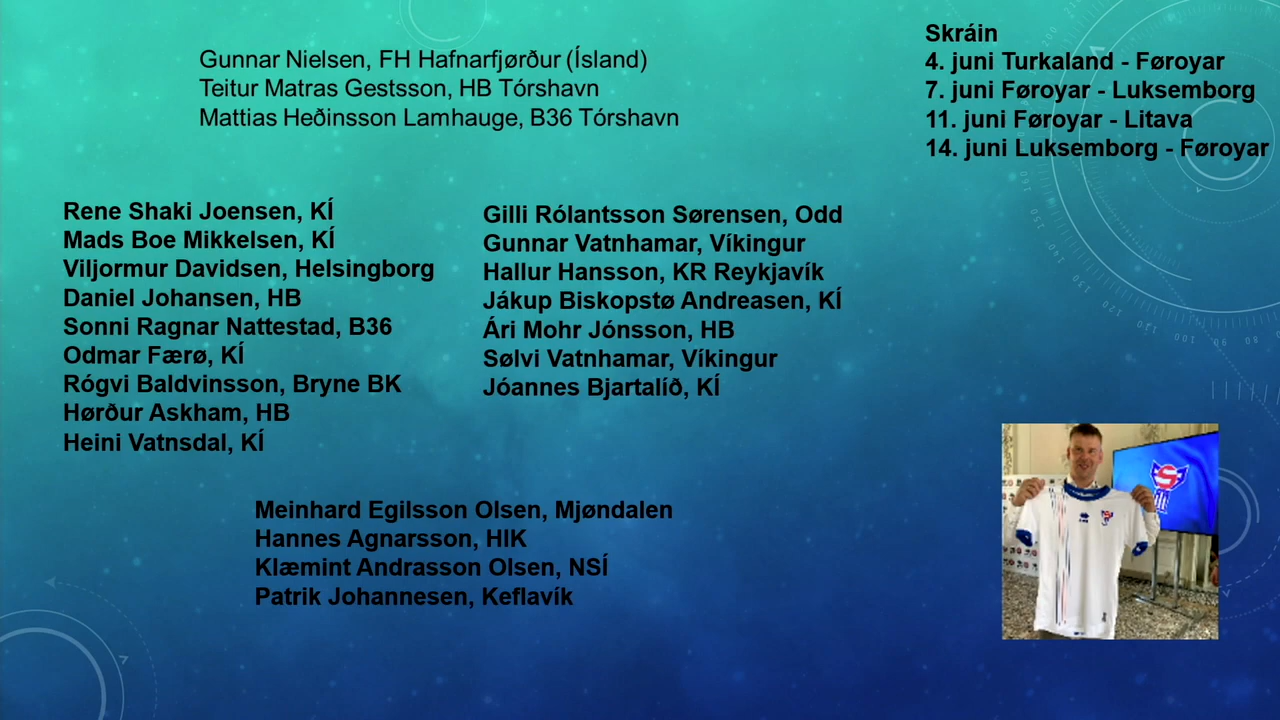 Gunnar Nielsen, FH Hafnarfjørður (Ísland)
Teitur Matras Gestsson, HB Tórshavn
Mattias Heðinsson Lamhauge, B36 Tórshavn
Skráin
4. juni Turkaland - Føroyar
7. juni Føroyar - Luksemborg
11. juni Føroyar - Litava
14. juni Luksemborg - Føroyar
Rene Shaki Joensen, KÍ
Mads Boe Mikkelsen, KÍ
Viljormur Davidsen, Helsingborg
Daniel Johansen, HB
Sonni Ragnar Nattestad, B36
Odmar Færø, KÍ
Rógvi Baldvinsson, Bryne BK
Hørður Askham, HB
Heini Vatnsdal, KÍ
Gilli Rólantsson Sørensen, Odd
Gunnar Vatnhamar, Víkingur
Hallur Hansson, KR Reykjavík
Jákup Biskopstø Andreasen, KÍ
Ári Mohr Jónsson, HB
Sølvi Vatnhamar, Víkingur
Jóannes Bjartalíð, KÍ
Meinhard Egilsson Olsen, Mjøndalen
Hannes Agnarsson, HIK
Klæmint Andrasson Olsen, NSÍ
Patrik Johannesen, Keflavík